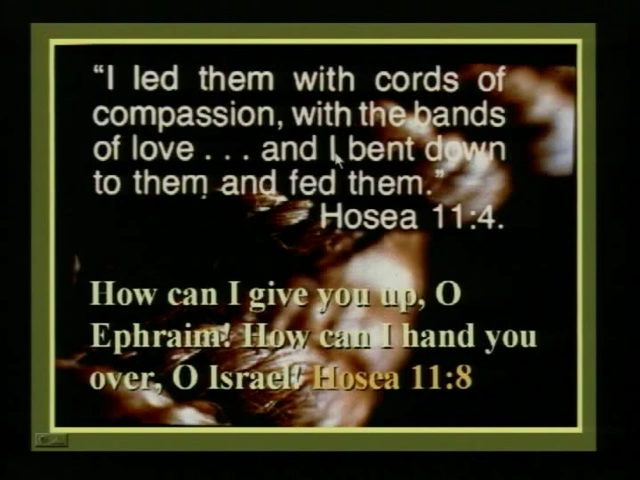 “I led them with cords of
compassion, with the bands
of love . . . and I bent down
to them and fed them.”
Hosea 11:4.
How can I give you up, O
Ephraim! How can I hand you
over, O Israel! Hosea 11:8